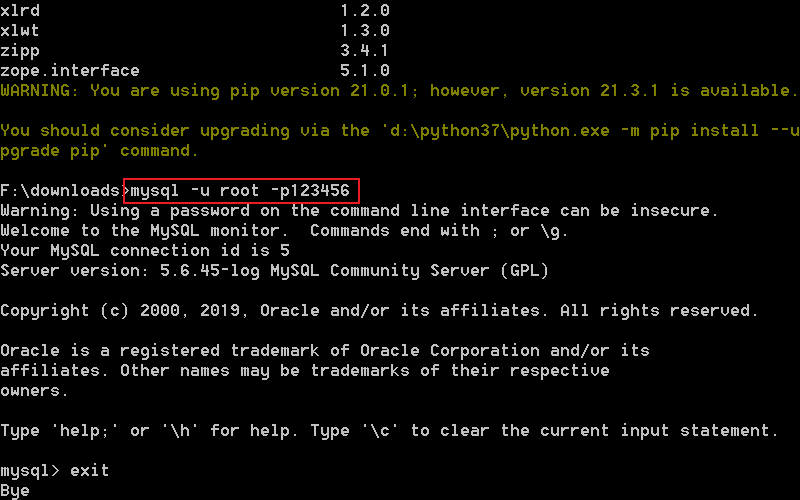 xlrd                              1.2.0
xlwt                              1.3.0
zipp                              3.4.1
zope.interface                    5.1.0
WARNING: You are using pip version 21.0.1; however, version 21.3.1 is available.
You should consider upgrading via the 'd:\python37\python.exe -m pip install --u
pgrade pip' command.
F:\downloads>mysql -u root -p123456
Warning: Using a password on the command line interface can be insecure.
Welcome to the MySQL monitor.  Commands end with ; or \g.
Your MySQL connection id is 5
Server version: 5.6.45-log MySQL Community Server (GPL)
Copyright (c) 2000, 2019, Oracle and/or its affiliates. All rights reserved.
Oracle is a registered trademark of Oracle Corporation and/or its
affiliates. Other names may be trademarks of their respective
owners.
Type 'help;' or '\h' for help. Type '\c' to clear the current input statement.
mysql> exit
Bye